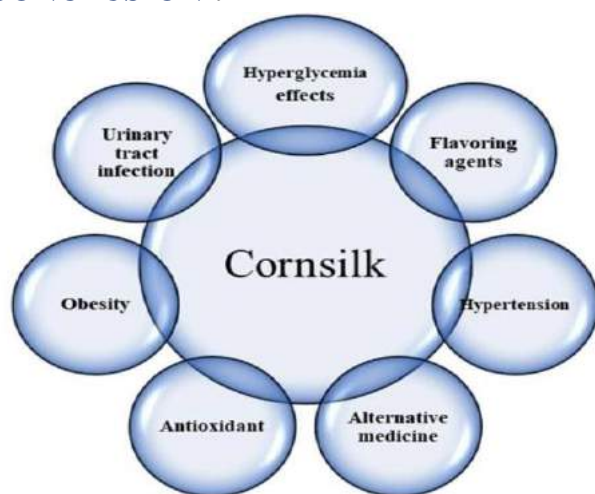 Cornsilk
Hyperglycemia
effects
Flavoring
agents
Hypertension
Alternative
medicine
Antioxidant
Obesity
Urinary
tract
infection